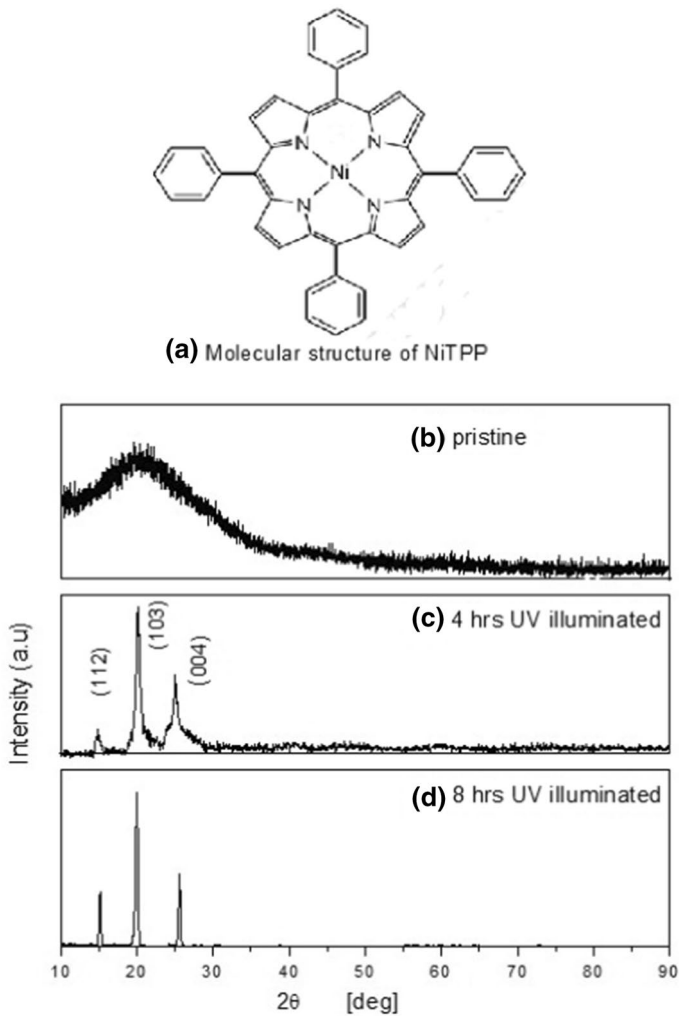 N N
Ni
N N
(a) Molecular structure of NiTPP
(b) pristine
(c) 4 hrs UV illuminated
(112)
(103)
(004)
(d) 8 hrs UV illuminated
Intensity (a.u)
10 20 30 40 50 60 70 80 90
2θ [deg]